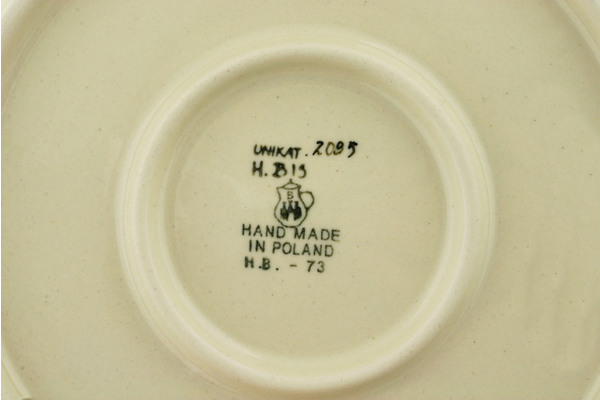 UNIKAT. 2095
H. Bis
B
HAND MADE
IN POLAND
H.B. - 73